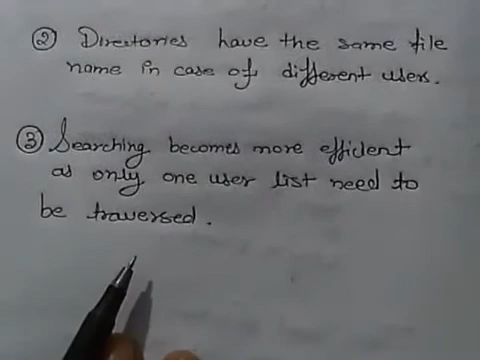 ② Directories have the same file
name in case of different user.
③ Searching becomes more efficient
as only one user list need to
be traversed.